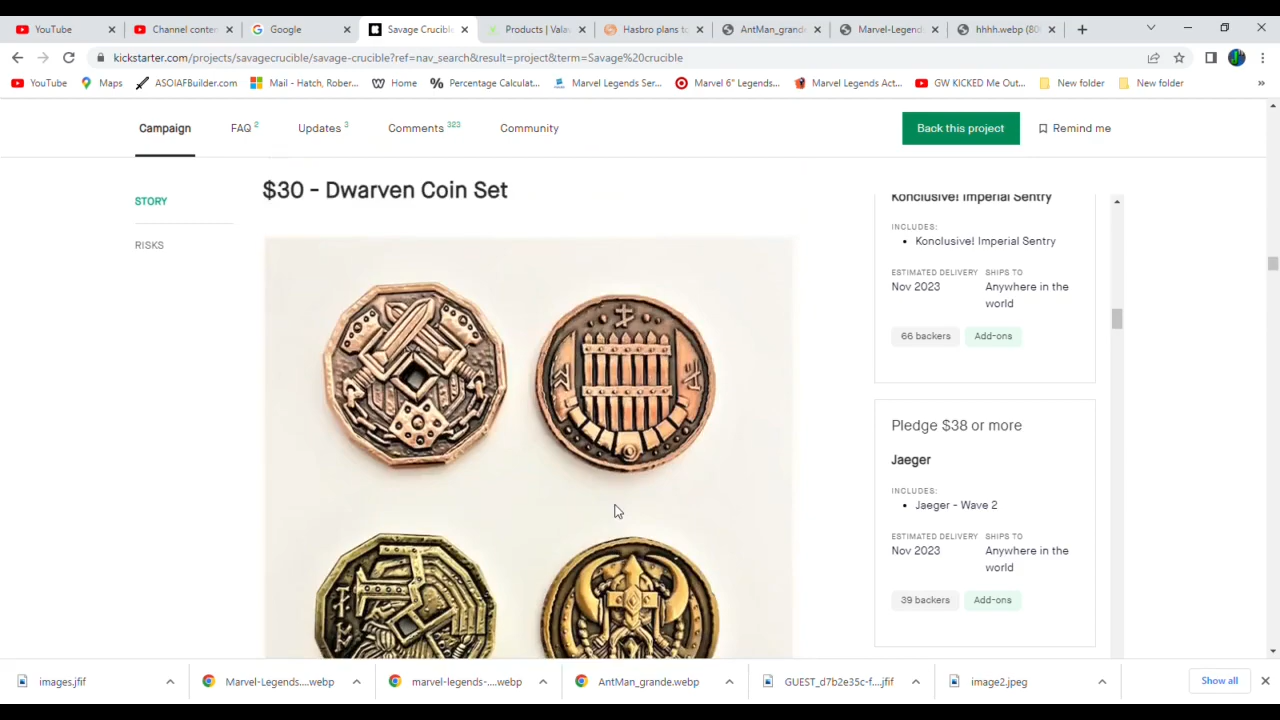 YouTube
Channel conten
Google
Savage Crucible
Products | Vala
Hasbro plans to
AntMan_grande
Marvel-Legend
hhhh.webp (80
kickstarter.com/projects/savagecrucible/savage-crucible?ref=nav_search&result=project&term=Savage%20crucible
YouTube
Maps
ASOIAFBuilder.com
Mail - Hatch, Rober...
Home
Percentage Calculat...
Marvel Legends Ser...
Marvel 6" Legends...
Marvel Legends Act...
GW KICKED Me Out...
New folder
New folder
Campaign
FAQ 2
Updates 3
Comments 323
Community
Back this project
Remind me
STORY
RISKS
$30 - Dwarven Coin Set
Konclusive! Imperial Sentry
INCLUDES:
• Konclusive! Imperial Sentry
ESTIMATED DELIVERY
Nov 2023
SHIPS TO
Anywhere in the
world
66 backers
Add-ons
Pledge $38 or more
Jaeger
INCLUDES:
• Jaeger - Wave 2
ESTIMATED DELIVERY
Nov 2023
SHIPS TO
Anywhere in the
world
39 backers
Add-ons
images.jfif
Marvel-Legends....webp
marvel-legends-....webp
AntMan_grande.webp
GUEST_d7b2e35c-f....jfif
image2.jpeg
Show all